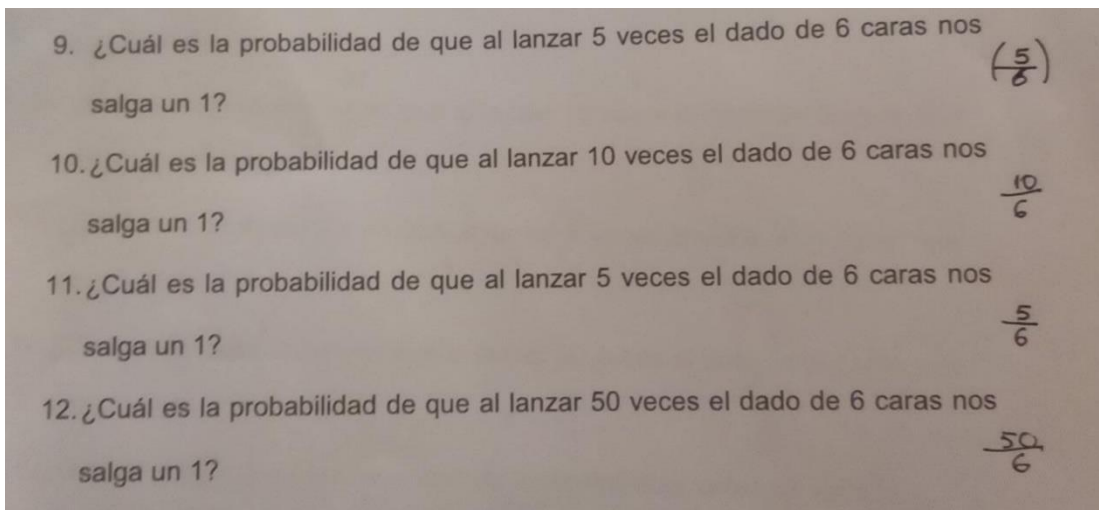 9. ¿Cuál es la probabilidad de que al lanzar 5 veces el dado de 6 caras nos
(5/6)
salga un 1?
10. ¿Cuál es la probabilidad de que al lanzar 10 veces el dado de 6 caras nos
10/6
salga un 1?
11. ¿Cuál es la probabilidad de que al lanzar 5 veces el dado de 6 caras nos
5/6
salga un 1?
12. ¿Cuál es la probabilidad de que al lanzar 50 veces el dado de 6 caras nos
50/6
salga un 1?